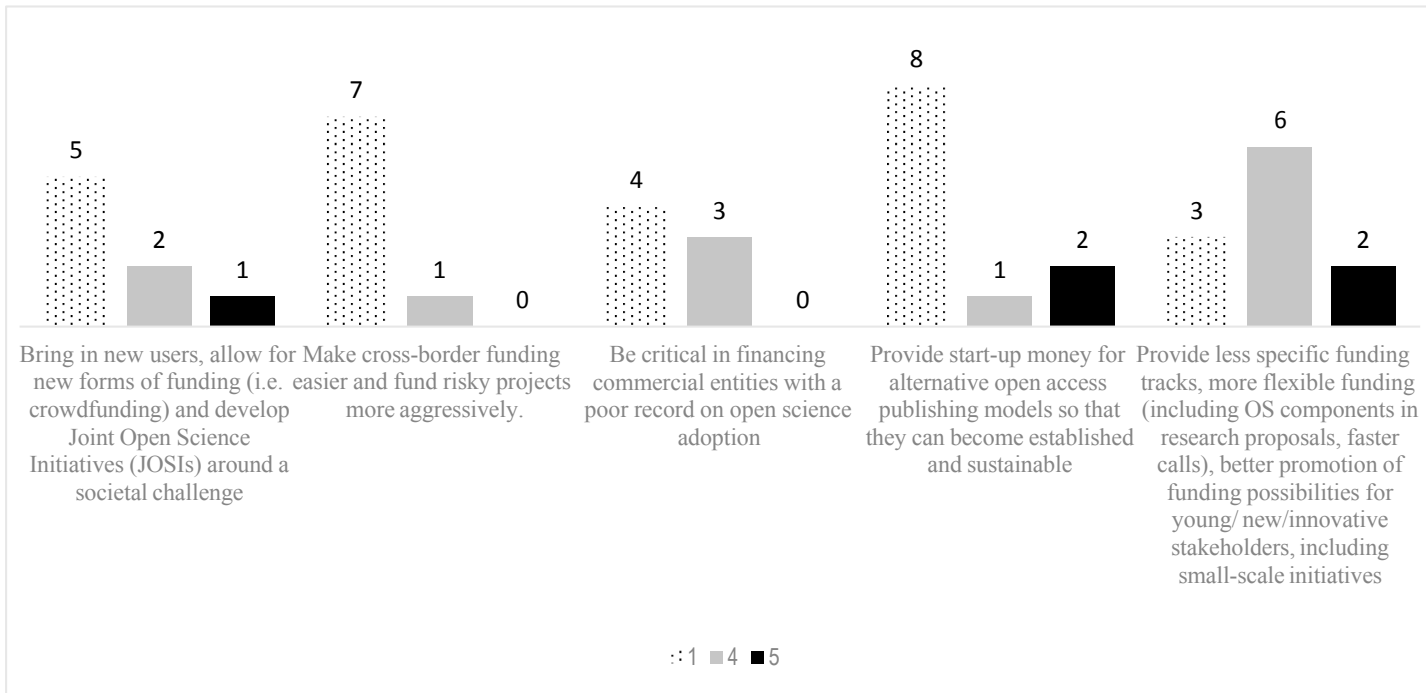 5
2
1
7
1
0
4
3
0
8
1
2
3
6
2
Bring in new users, allow for
new forms of funding (i.e.
crowdfunding) and develop
Joint Open Science
Initiatives (JOSIs) around a
societal challenge
Make cross-border funding
easier and fund risky projects
more aggressively.
Be critical in financing
commercial entities with a
poor record on open science
adoption
Provide start-up money for
alternative open access
publishing models so that
they can become established
and sustainable
Provide less specific funding
tracks, more flexible funding
(including OS components in
research proposals, faster
calls), better promotion of
funding possibilities for
young/ new/innovative
stakeholders, including
small-scale initiatives
1 4 5